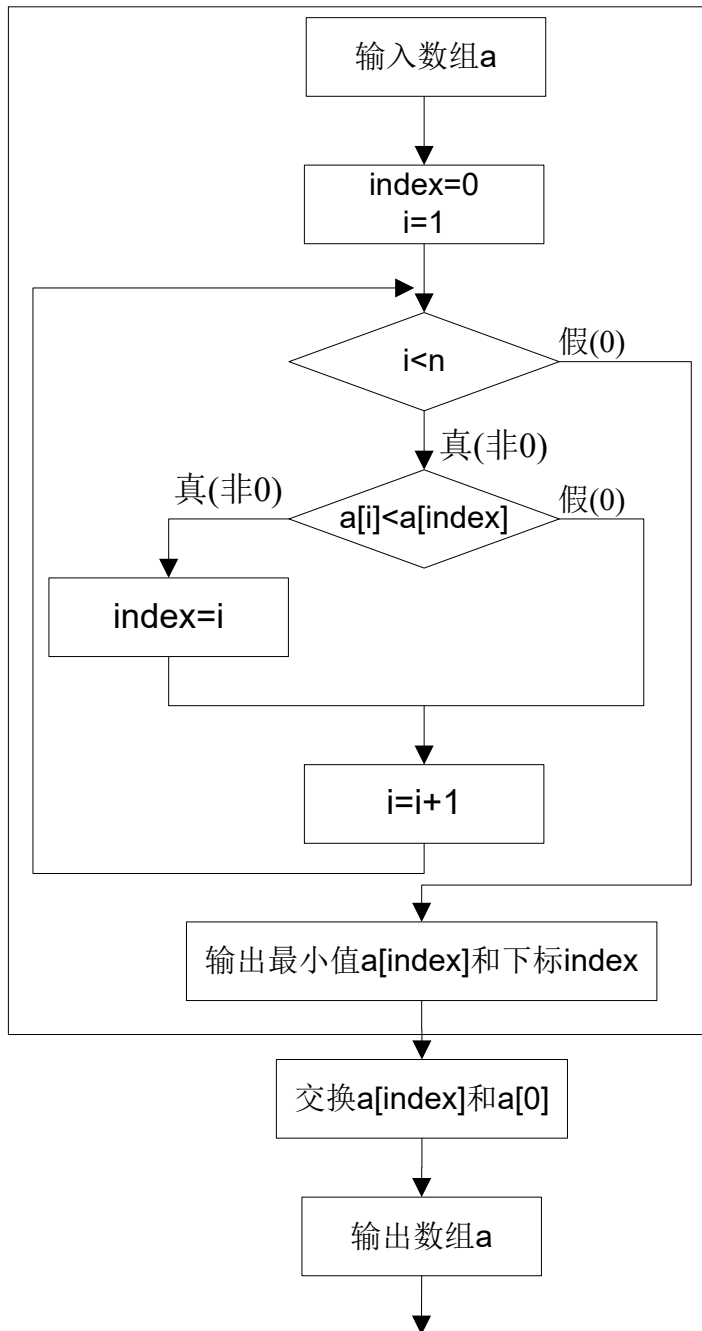 输入数组a
index=0
i=1
i<n
假(0)
真(非0)
真(非0)
a[i]<a[index]
假(0)
index=i
i=i+1
输出最小值a[index]和下标index
交换a[index]和a[0]
输出数组a